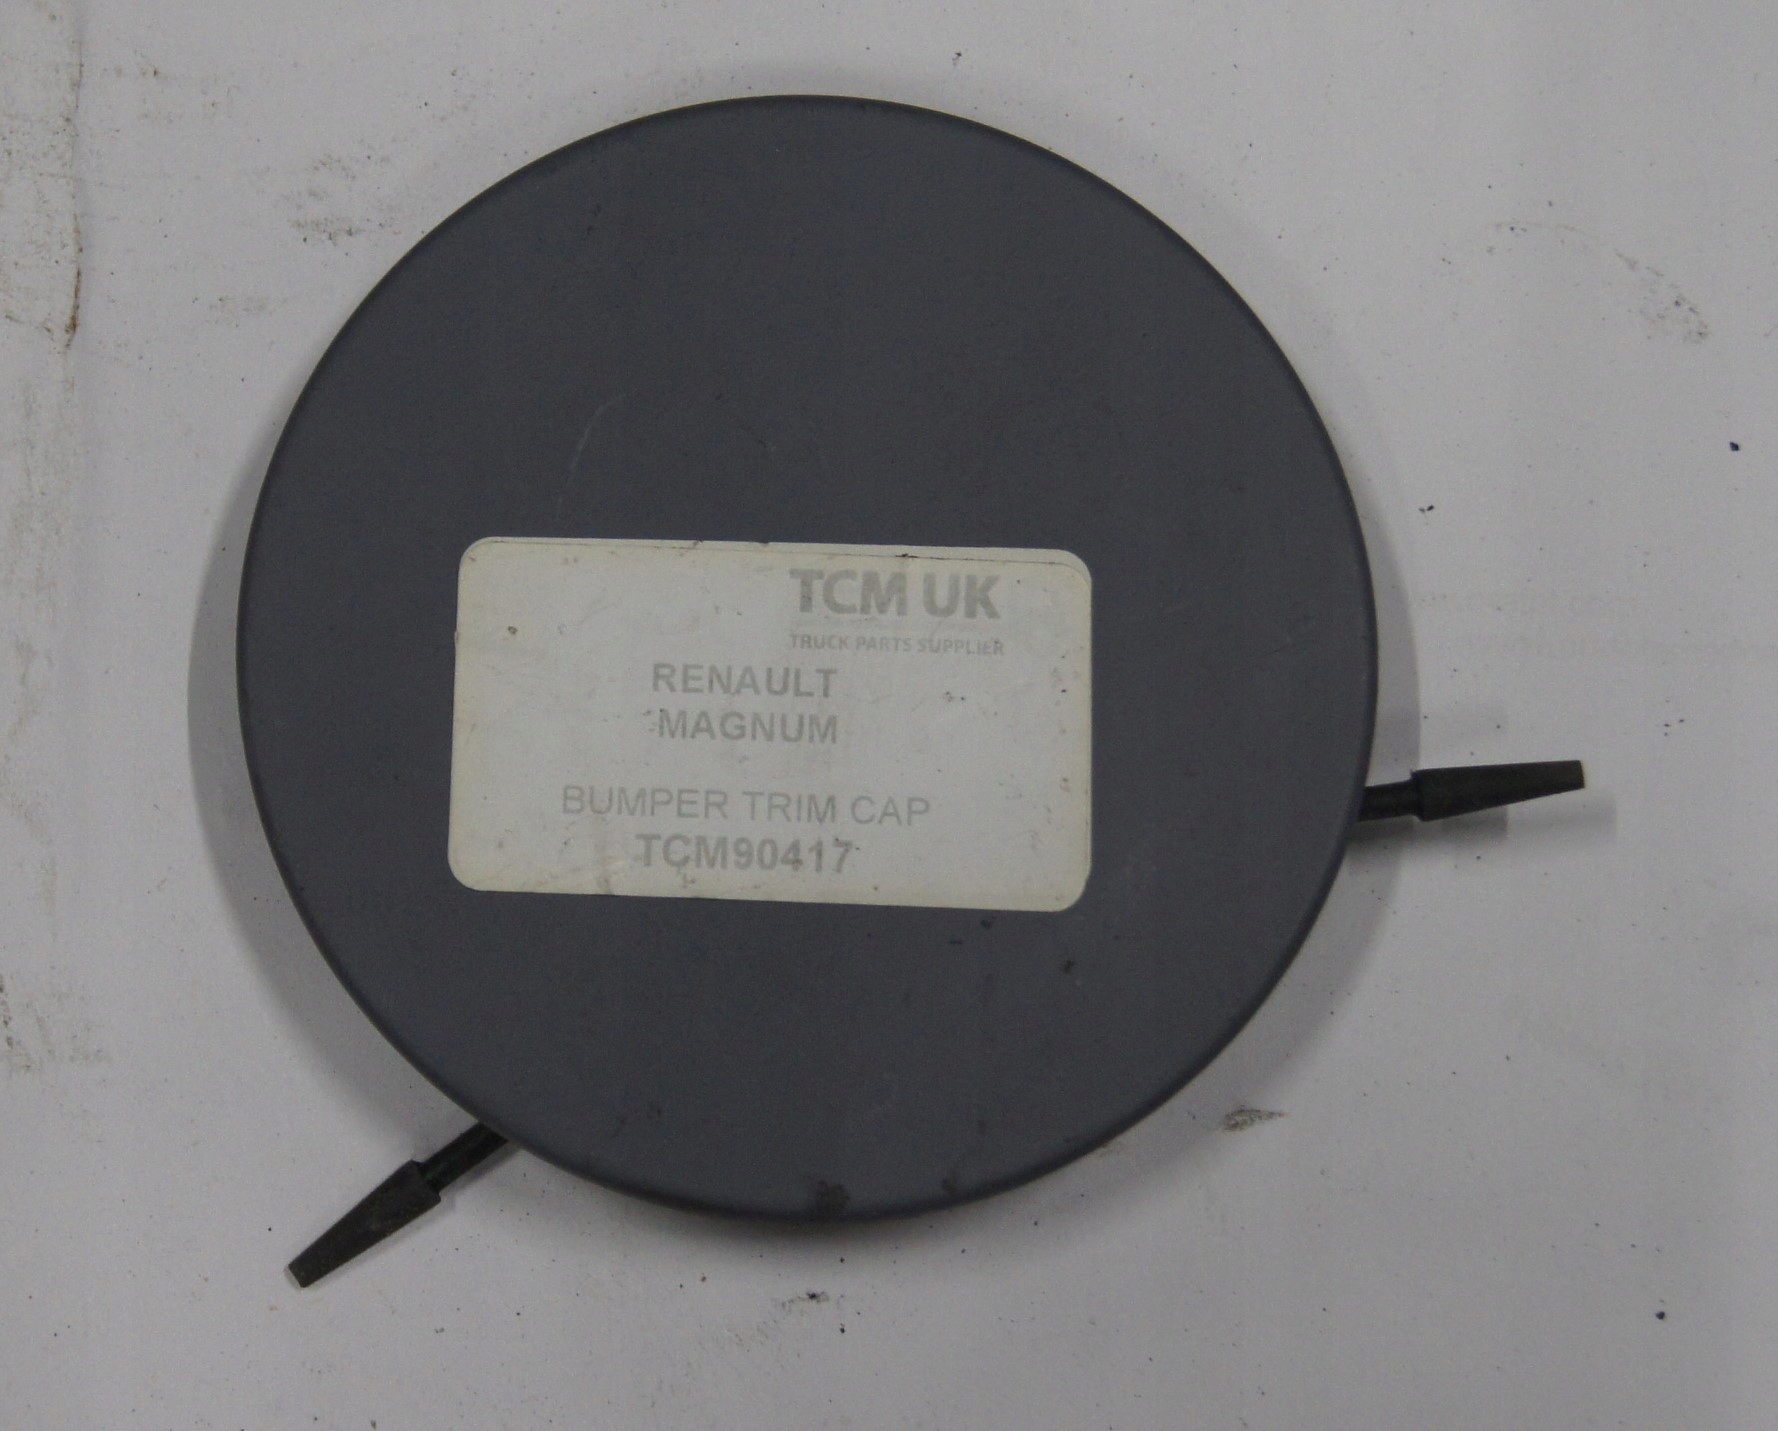 TCM UK
TRUCK PARTS SUPPLIER
RENAULT
MAGNUM
BUMPER TRIM CAP
TCM90417